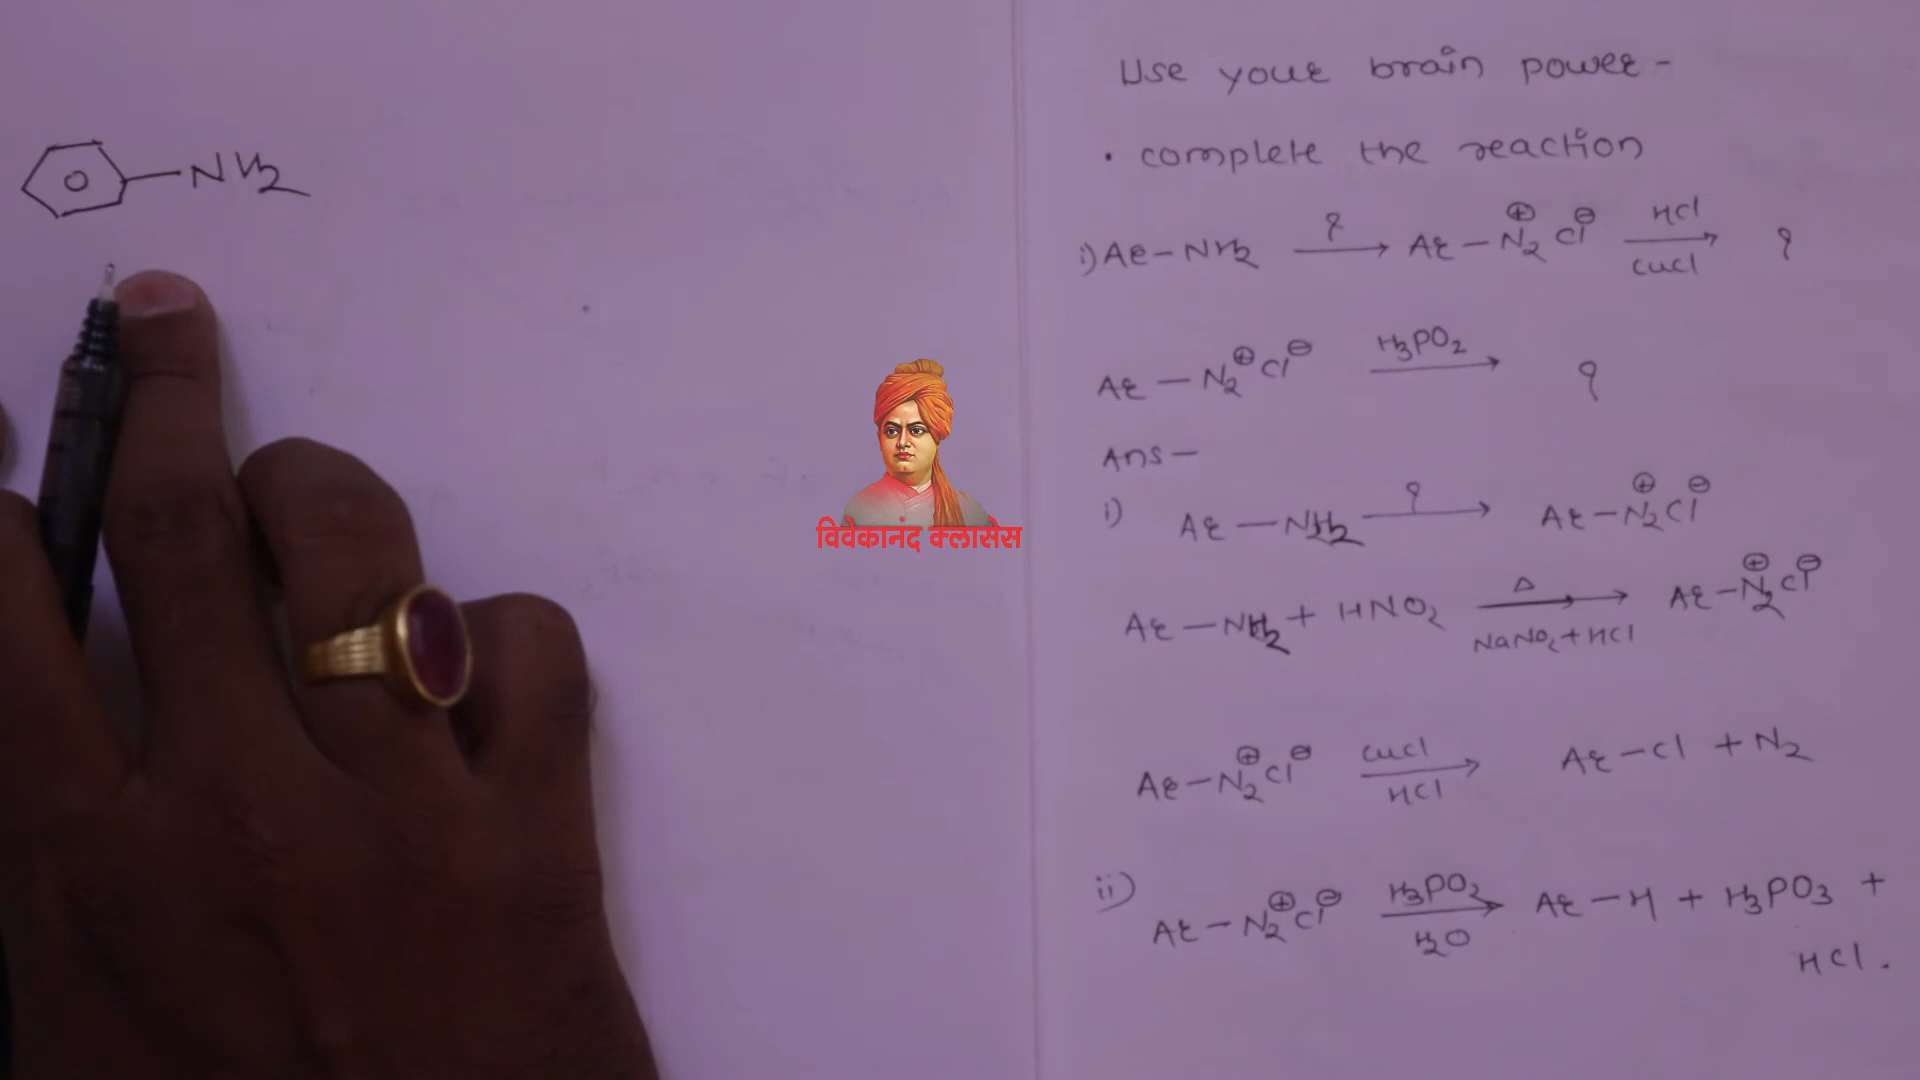 NH2
Use your brain power-
• complete the reaction
i) Ar-NH2 ? → Ar-N2⊕ Cl⊖ HCl → CuCl ?
Ar-N2⊕Cl⊖ H3PO2 → ?
Ans-
i) Ar-NH2 ? → Ar-N2⊕Cl⊖
Ar-NH2 + HNO2 Δ → NaNO2+HCl Ar-N2⊕Cl⊖
Ar-N2⊕Cl⊖ CuCl → HCl Ar-Cl + N2
ii) Ar-N2⊕Cl⊖ H3PO2 → H2O Ar-H + H3PO3 +
HCl.
विवेकानद क्लासेस